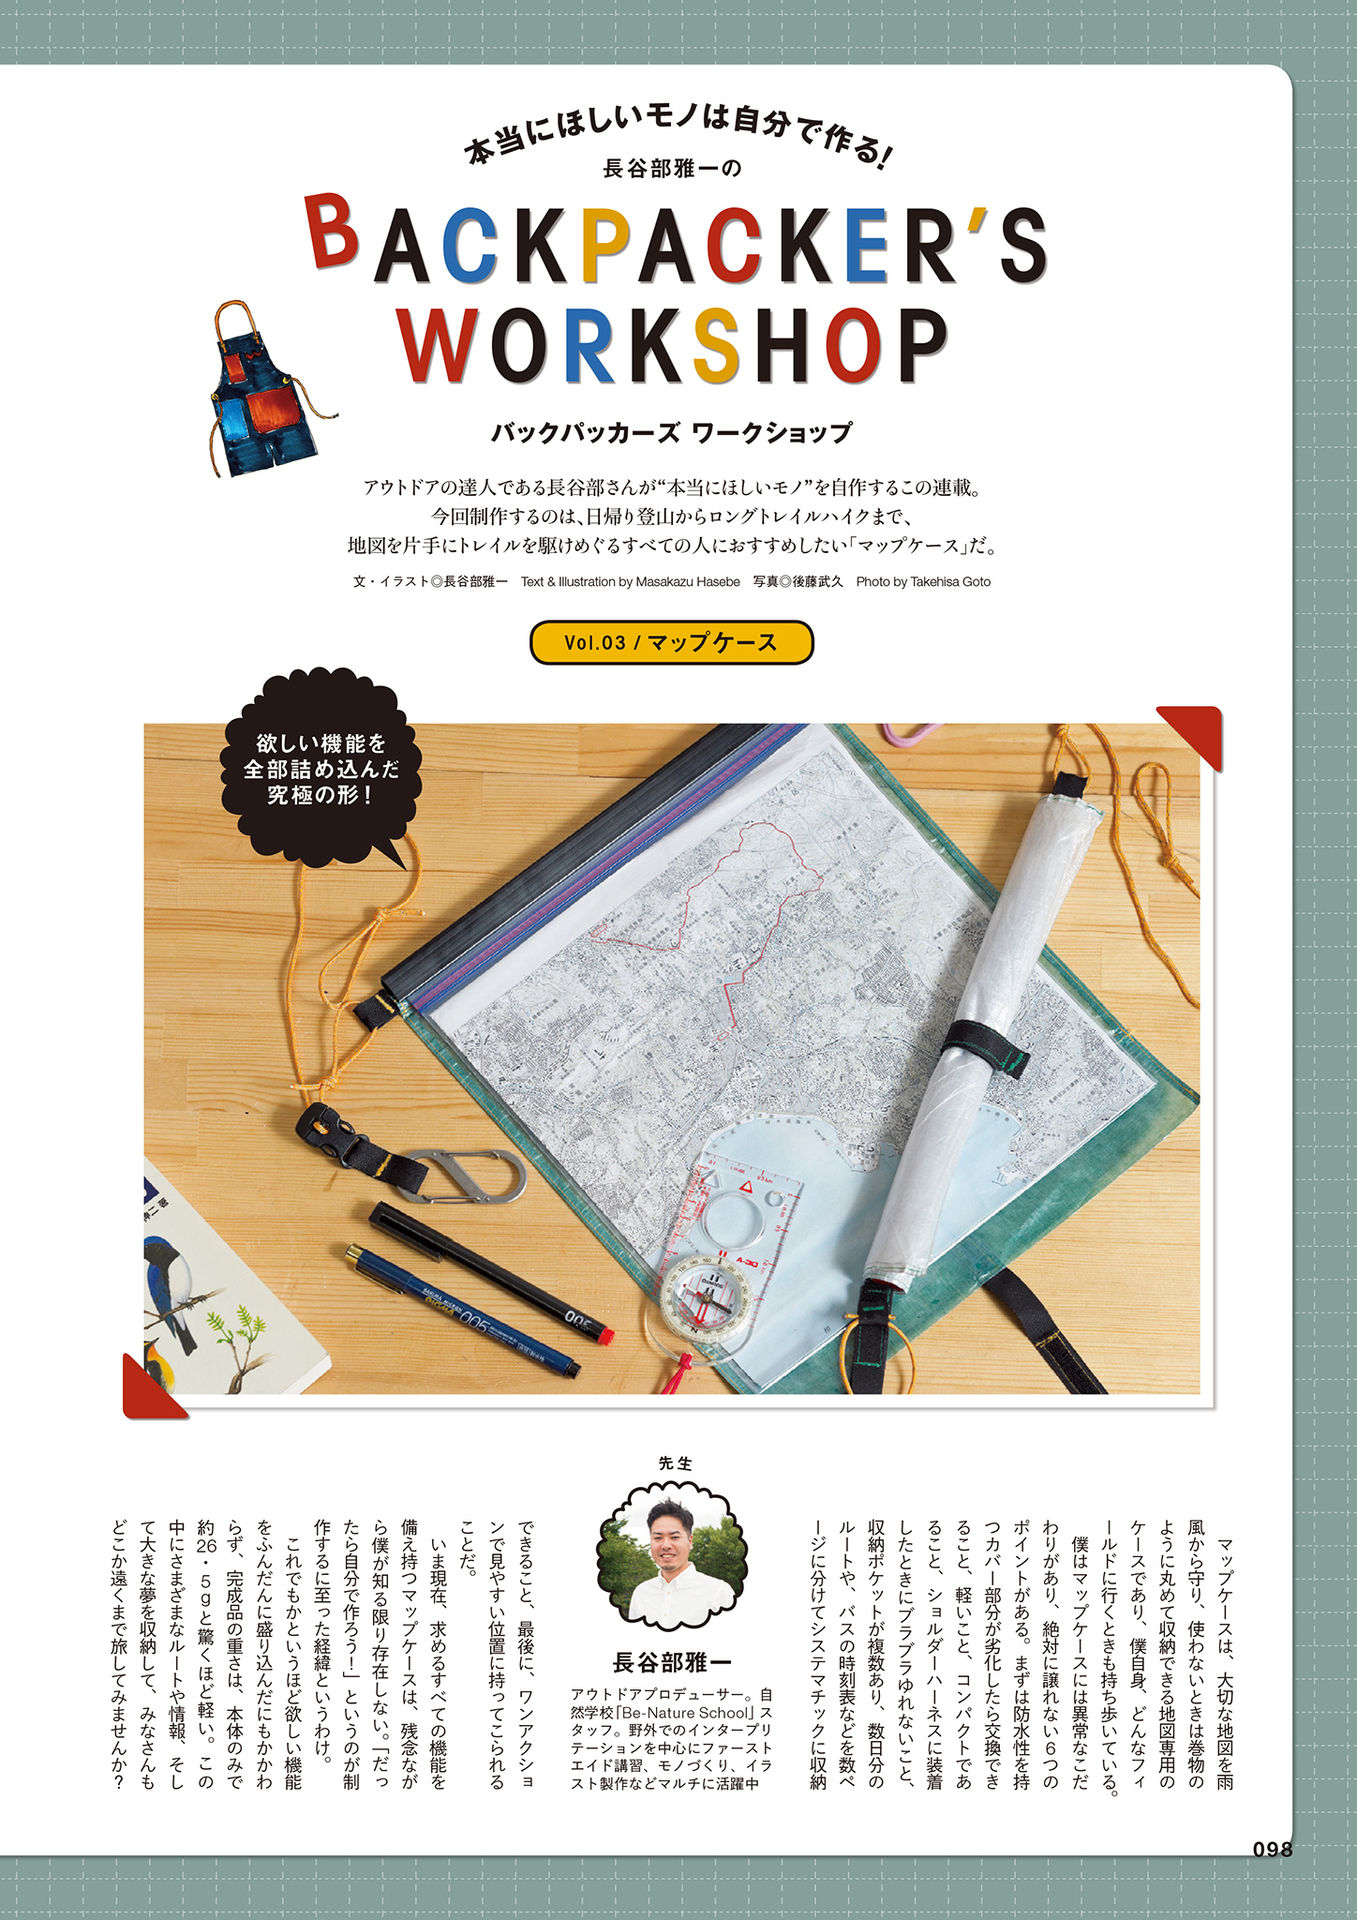 本当にほしいモノは自分で作る!
長谷部雅一の
BACKPACKER'S
WORKSHOP
バックパッカーズ ワークショップ
アウトドアの達人である長谷部さんが“本当にほしいモノ”を自作するこの連載。
今回制作するのは、日帰り登山からロングトレイルハイクまで、
地図を片手にトレイルを駆けめぐるすべての人におすすめしたい「マップケース」だ。
文・イラスト◎長谷部雅一 Text & Illustration by Masakazu Hasebe 写真◎後藤武久 Photo by Takehisa Goto
Vol.03 / マップケース
欲しい機能を
全部詰め込んだ
究極の形!
005
005
マップケースは、大切な地図を雨
風から守り、使わないときは巻物の
ように丸めて収納できる地図専用の
ケースであり、僕自身、どんなフィ
ールドに行くときも持ち歩いている。
僕はマップケースには異常なこだ
わりがあり、絶対に譲れない6つの
ポイントがある。まずは防水性を持
つカバー部分が劣化したら交換でき
ること、軽いこと、コンパクトであ
ること、ショルダーハーネスに装着
したときにブラブラゆれないこと、
収納ポケットが複数あり、数日分の
ルートや、バスの時刻表などを数ペ
ージに分けてシステマチックに収納
できること、最後に、ワンアクショ
ンで見やすい位置に持ってこられる
ことだ。
いま現在、求めるすべての機能を
備え持つマップケースは、残念なが
ら僕が知る限り存在しない。「だっ
たら自分で作ろう!」というのが制
作するに至った経緯というわけ。
これでもかというほど欲しい機能
をふんだんに盛り込んだにもかかわ
らず、完成品の重さは、本体のみで
約26・5gと驚くほど軽い。この
中にさまざまなルートや情報、そし
て大きな夢を収納して、みなさんも
どこか遠くまで旅してみませんか?
先生
長谷部雅一
アウトドアプロデューサー。自
然学校「Be-Nature School」ス
タッフ。野外でのインタープリ
テーションを中心にファースト
エイド講習、モノづくり、イラ
スト製作などマルチに活躍中
098